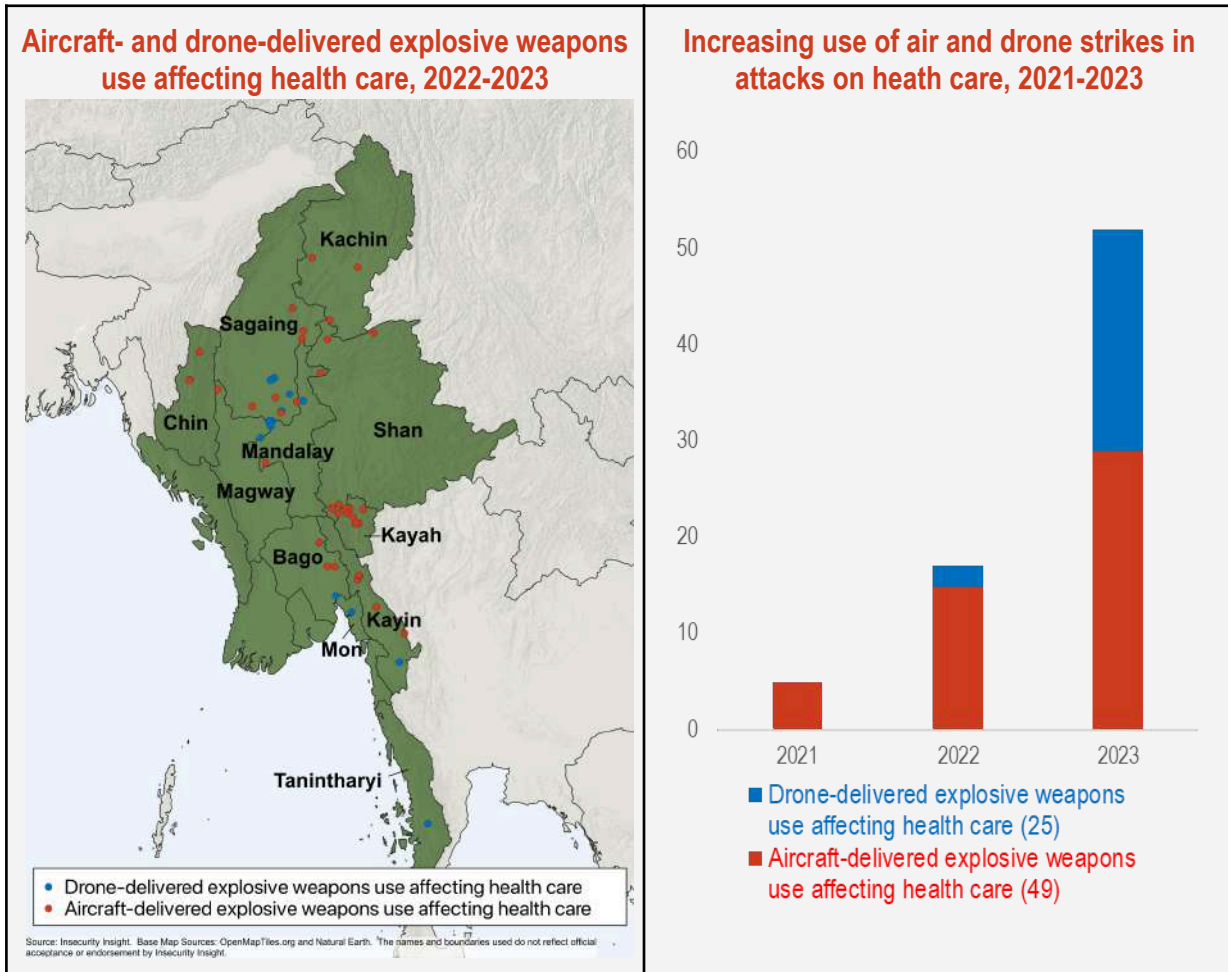 Aircraft- and drone-delivered explosive weapons
use affecting health care, 2022-2023
Kachin
Sagaing
Chin
Shan
Mandalay
Magway
Kayah
Bago
Kayin
Mon
Tanintharyi
Drone-delivered explosive weapons use affecting health care
Aircraft-delivered explosive weapons use affecting health care
Source: Insecurity Insight. Base Map Sources: OpenMapTiles.org and Natural Earth. The names and boundaries used do not reflect official
acceptance or endorsement by Insecurity Insight.
Increasing use of air and drone strikes in
attacks on heath care, 2021-2023
60
50
40
30
20
10
0
2021 2022 2023
Drone-delivered explosive weapons
use affecting health care (25)
Aircraft-delivered explosive weapons
use affecting health care (49)